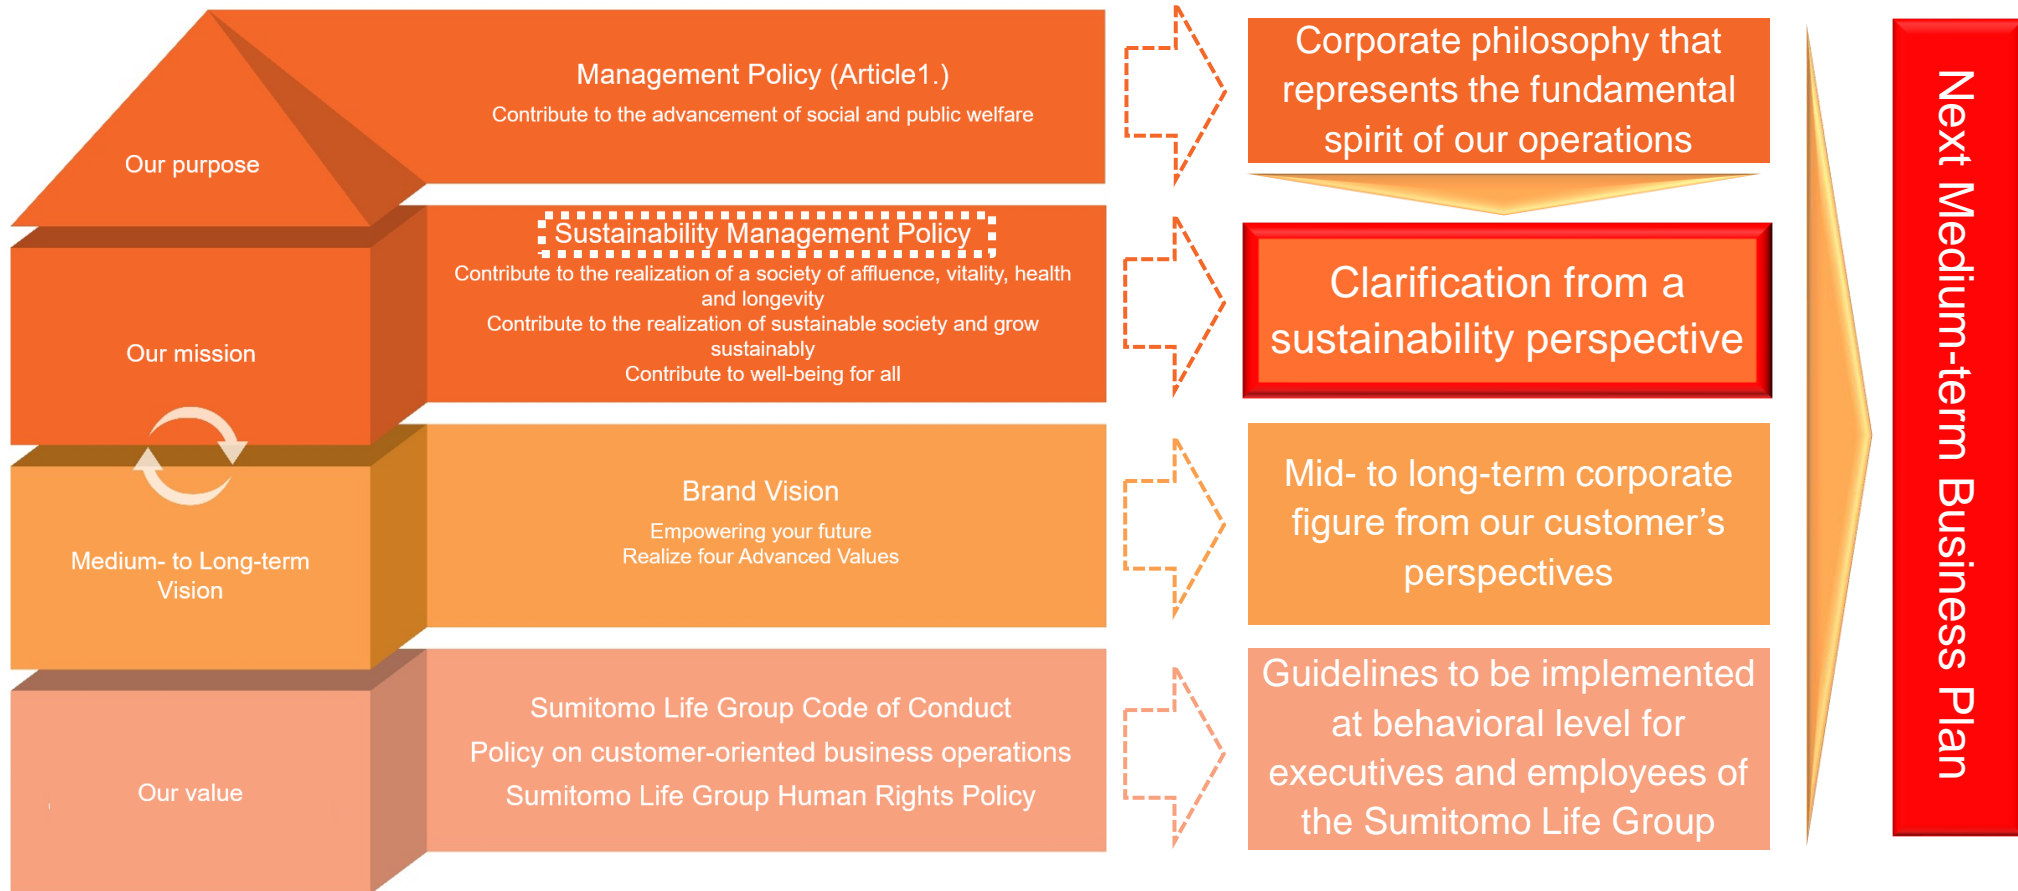 Our purpose
Management Policy (Article1.)
Contribute to the advancement of social and public welfare
Corporate philosophy that
represents the fundamental
spirit of our operations
Our mission
Sustainability Management Policy
Contribute to the realization of a society of affluence, vitality, health
and longevity
Contribute to the realization of sustainable society and grow
sustainably
Contribute to well-being for all
Clarification from a
sustainability perspective
Medium- to Long-term
Vision
Brand Vision
Empowering your future
Realize four Advanced Values
Mid- to long-term corporate
figure from our customer’s
perspectives
Our value
Sumitomo Life Group Code of Conduct
Policy on customer-oriented business operations
Sumitomo Life Group Human Rights Policy
Guidelines to be implemented
at behavioral level for
executives and employees of
the Sumitomo Life Group
Next Medium-term Business Plan